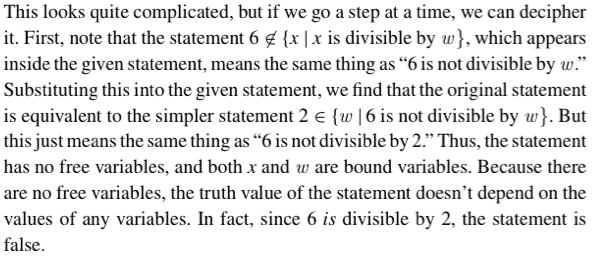 This looks quite complicated, but if we go a step at a time, we can decipher
it. First, note that the statement 6 ∉ {x | x is divisible by w}, which appears
inside the given statement, means the same thing as “6 is not divisible by w.”
Substituting this into the given statement, we find that the original statement
is equivalent to the simpler statement 2 ∈ {w | 6 is not divisible by w}. But
this just means the same thing as “6 is not divisible by 2.” Thus, the statement
has no free variables, and both x and w are bound variables. Because there
are no free variables, the truth value of the statement doesn’t depend on the
values of any variables. In fact, since 6 is divisible by 2, the statement is
false.